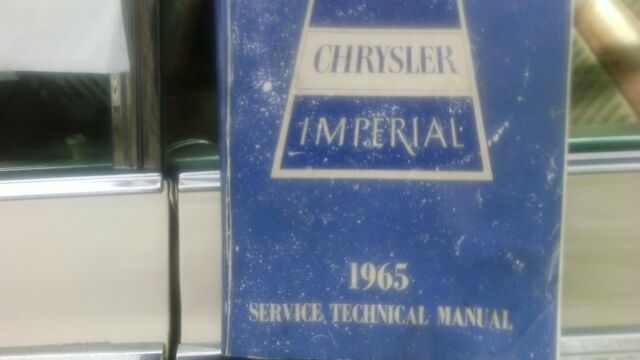 CHRYSLER
IMPERIAL
1965
SERVICE TECHNICAL MANUAL